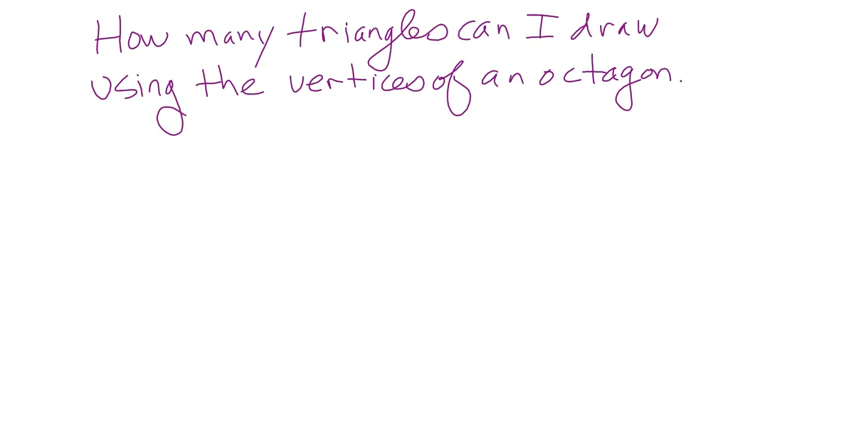 How many triangles can I draw
using the vertices of an octagon.